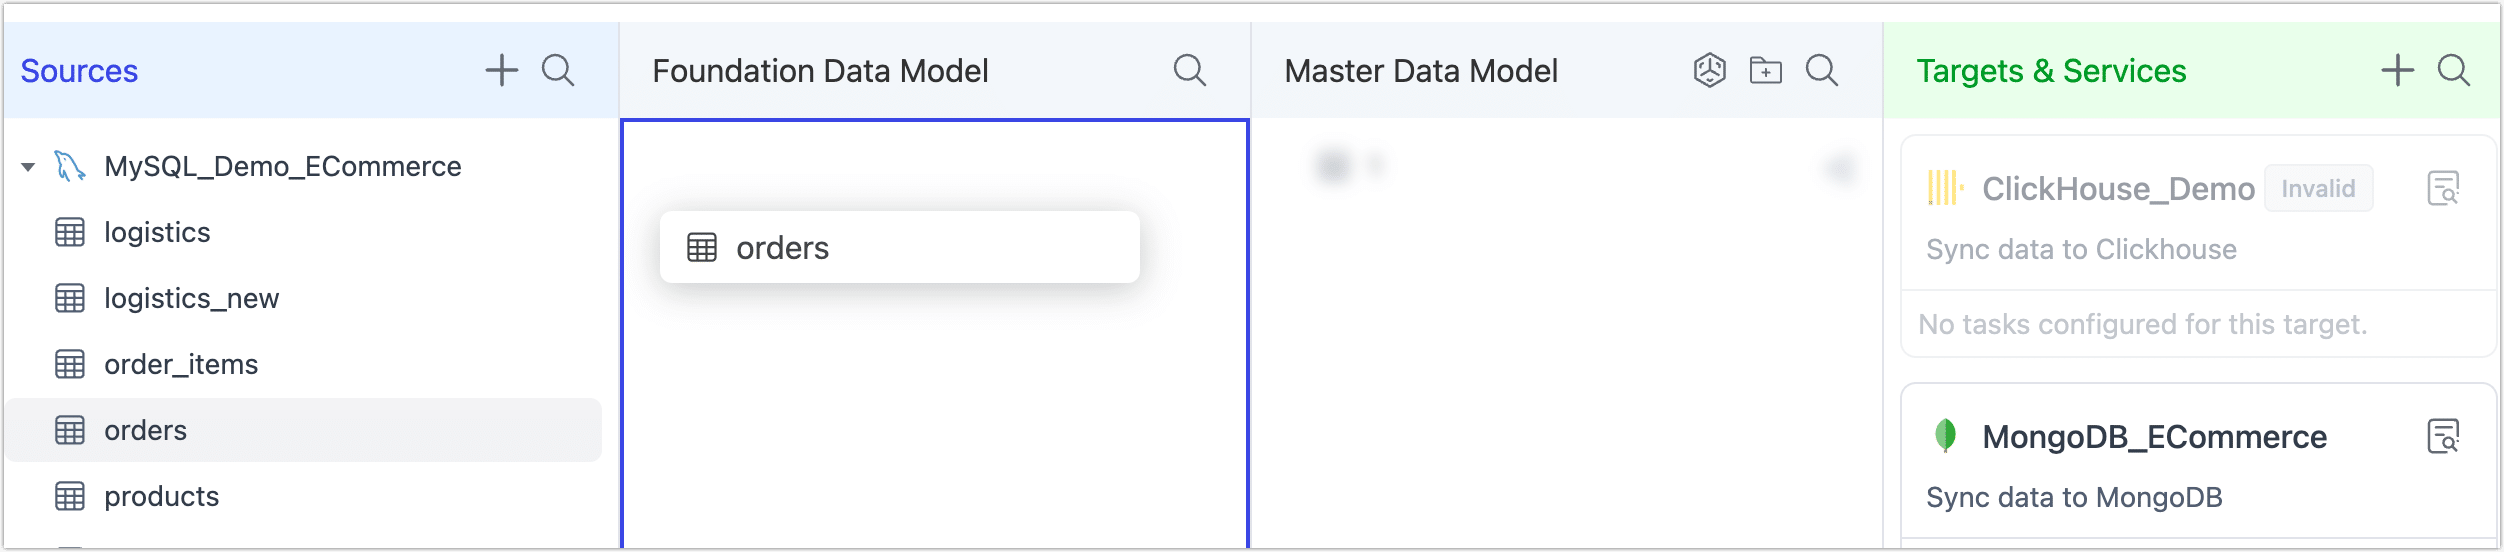 Sources
Foundation Data Model
Master Data Model
Targets & Services
MySQL_Demo_ECommerce
logistics
logistics_new
order_items
orders
products
orders
ClickHouse_Demo
Invalid
Sync data to Clickhouse
No tasks configured for this target.
MongoDB_ECommerce
Sync data to MongoDB